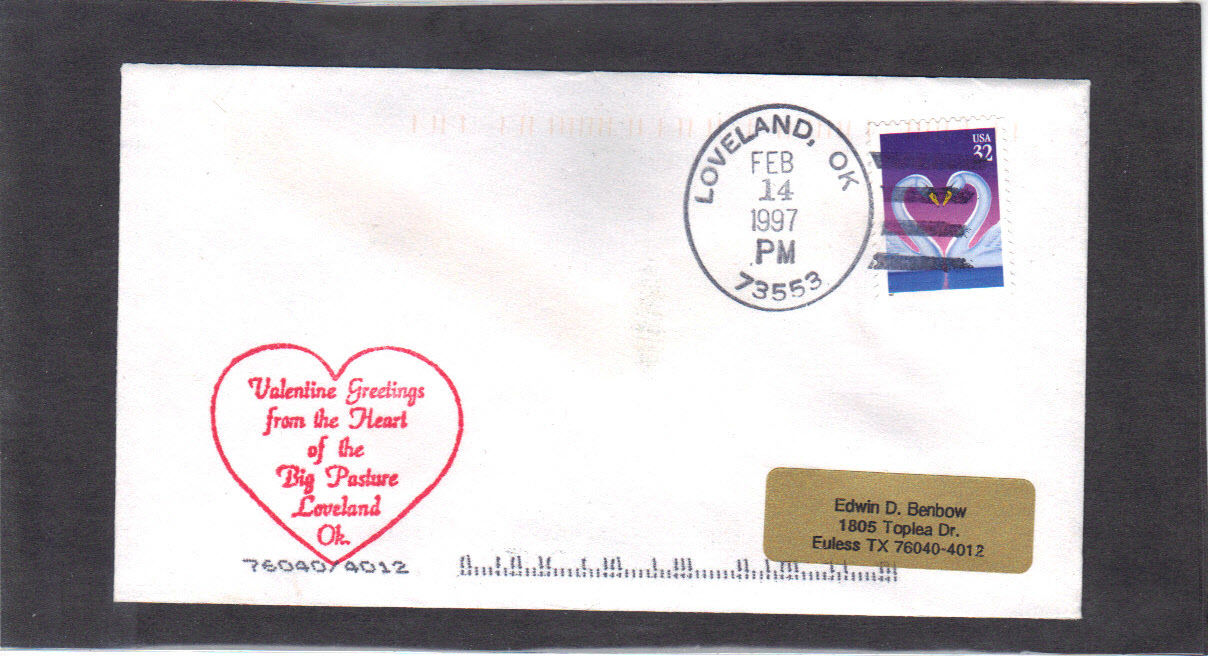 LOVELAND, OK
FEB
14
1997
PM
73553
USA
32
Valentine Greetings
from the Heart
of the
Big Pasture
Loveland
Ok.
Edwin D. Benbow
1805 Toplea Dr.
Euless TX 76040-4012
76040/4012